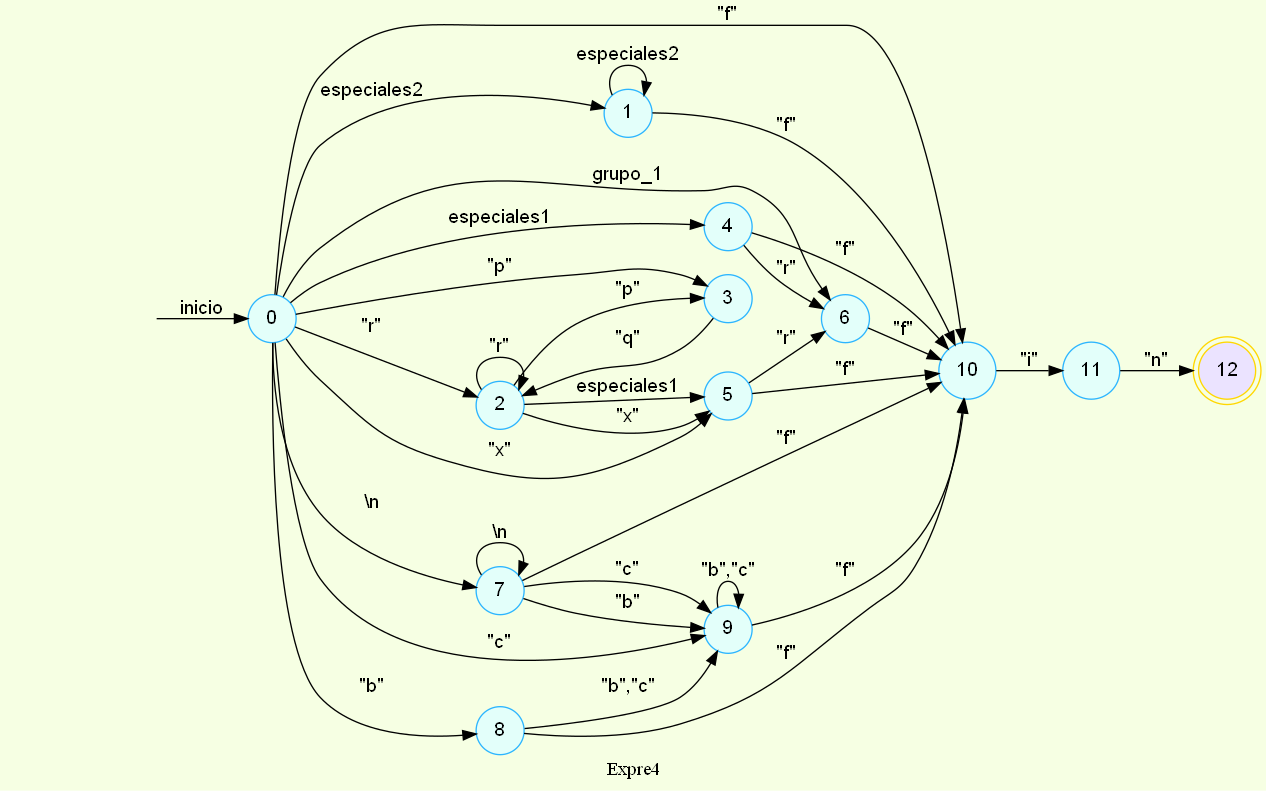 "f"
especiales2
especiales2
1
"f"
grupo_1
especiales1
4
"f"
"r"
"p"
3
"p"
inicio
0
6
"r"
"r"
"q"
"r"
"f"
2
especiales1
5
"f"
10
"i"
11
"n"
12
"x"
"x"
"f"
\n
\n
7
"c"
"b"
"b","c"
9
"f"
"c"
"f"
"b"
"b","c"
8
Expre4